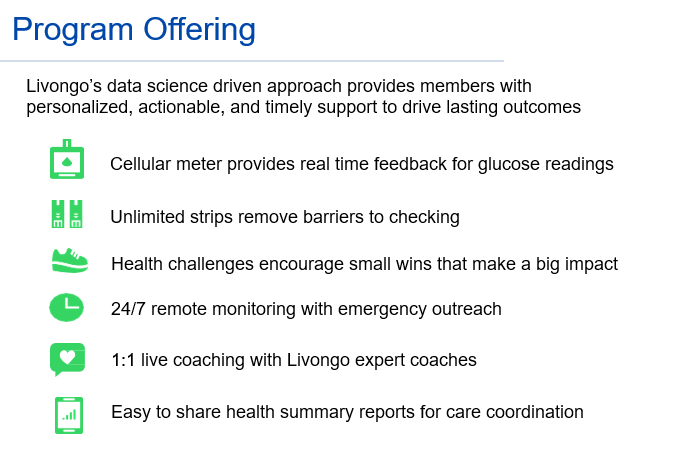 Program Offering
Livongo’s data science driven approach provides members with
personalized, actionable, and timely support to drive lasting outcomes
Cellular meter provides real time feedback for glucose readings
Unlimited strips remove barriers to checking
Health challenges encourage small wins that make a big impact
24/7 remote monitoring with emergency outreach
1:1 live coaching with Livongo expert coaches
Easy to share health summary reports for care coordination